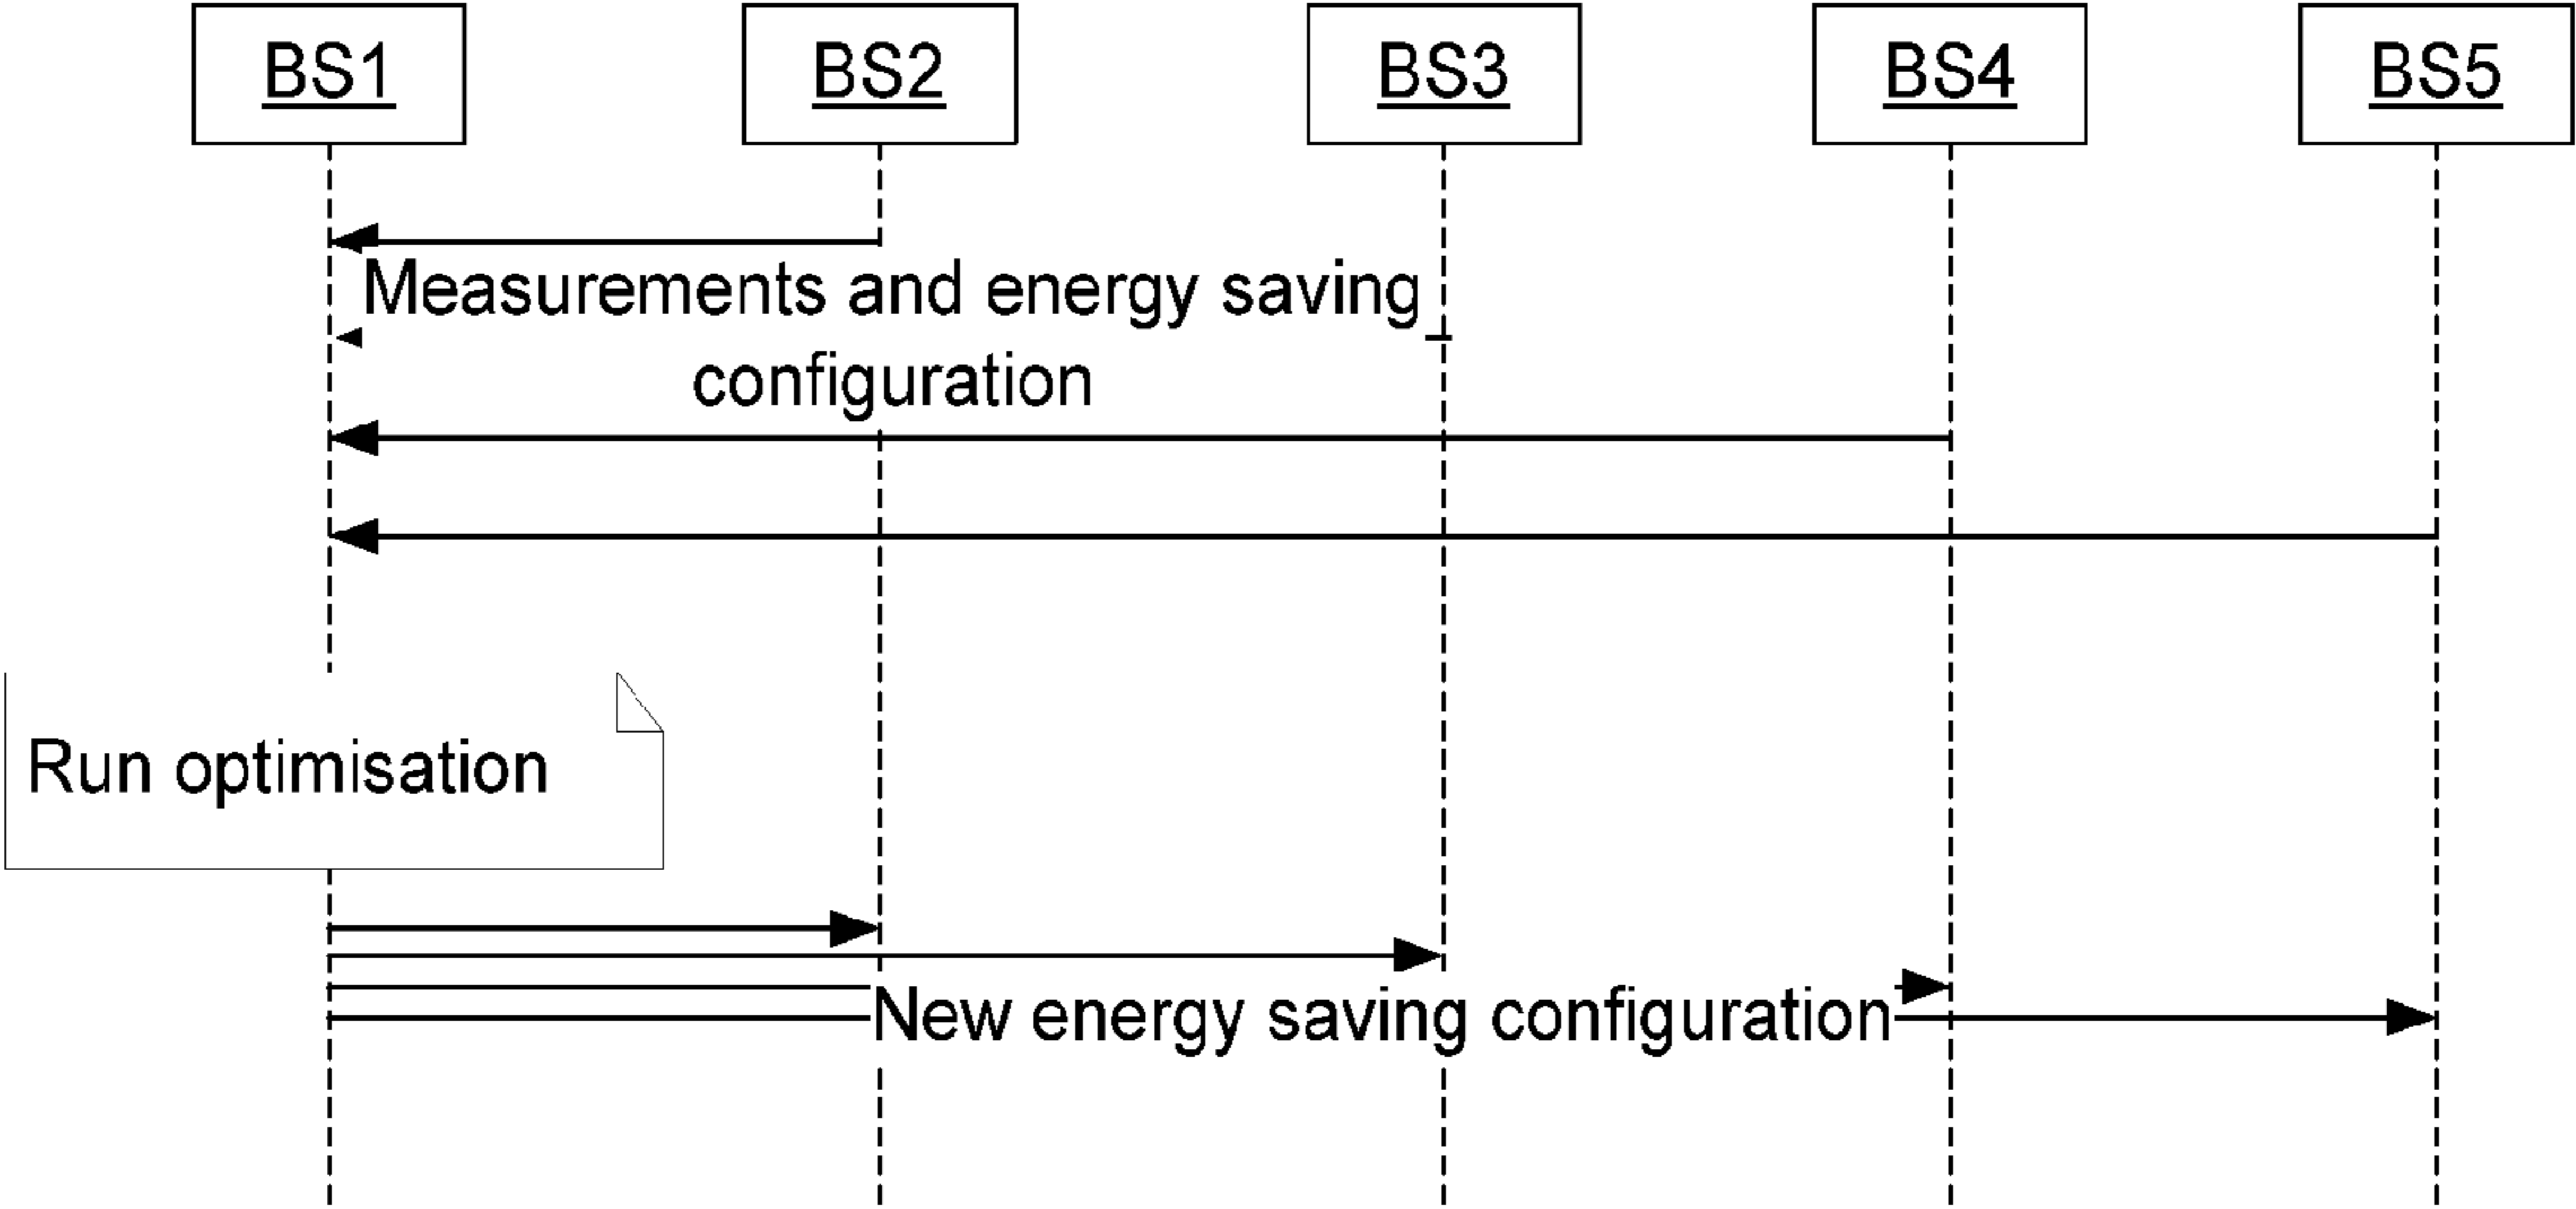 BS1
BS2
BS3
BS4
BS5
Measurements and energy saving
configuration
Run optimisation
New energy saving configuration